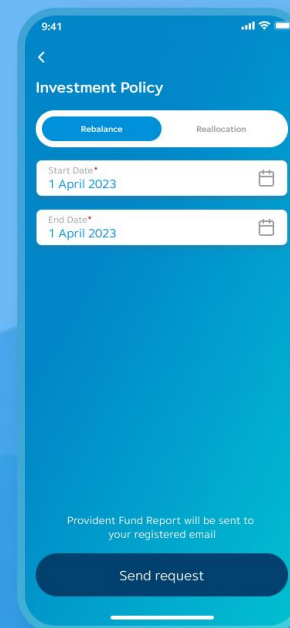 9:41
Investment Policy
Rebalance
Reallocation
Start Date*
1 April 2023
End Date*
1 April 2023
Provident Fund Report will be sent to
your registered email
Send request